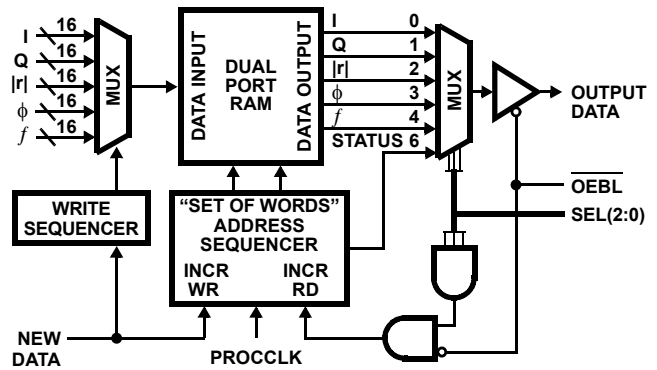 I 16
Q 16
|r| 16
ϕ 16
f 16
MUX
DATA INPUT
DUAL
PORT
RAM
DATA OUTPUT
I 0
Q 1
|r| 2
ϕ 3
f 4
STATUS 6
MUX
OUTPUT
DATA
OEBL
SEL(2:0)
WRITE
SEQUENCER
“SET OF WORDS”
ADDRESS
SEQUENCER
INCR
WR
INCR
RD
NEW
DATA
PROCCLK